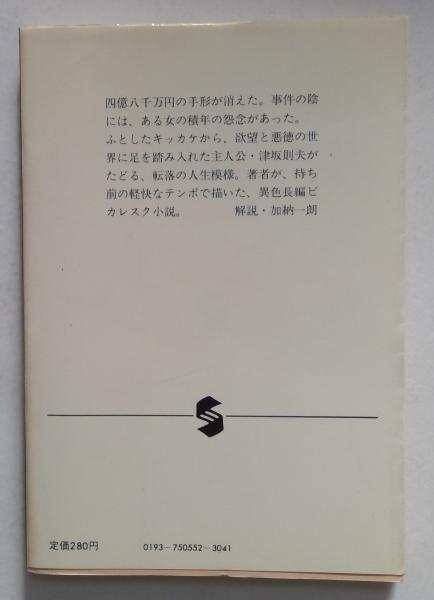 四億八千万円の手形が消えた。事件の陰
には、ある女の積年の怨念があった。
ふとしたキッカケから、欲望と悪徳の世
界に足を踏み入れた主人公・津坂則夫が
たどる、転落の人生模様。著者が、持ち
前の軽快なテンポで描いた、異色長編ピ
カレスク小説。 解説・加納一朗
定価280円 0193-750552-3041